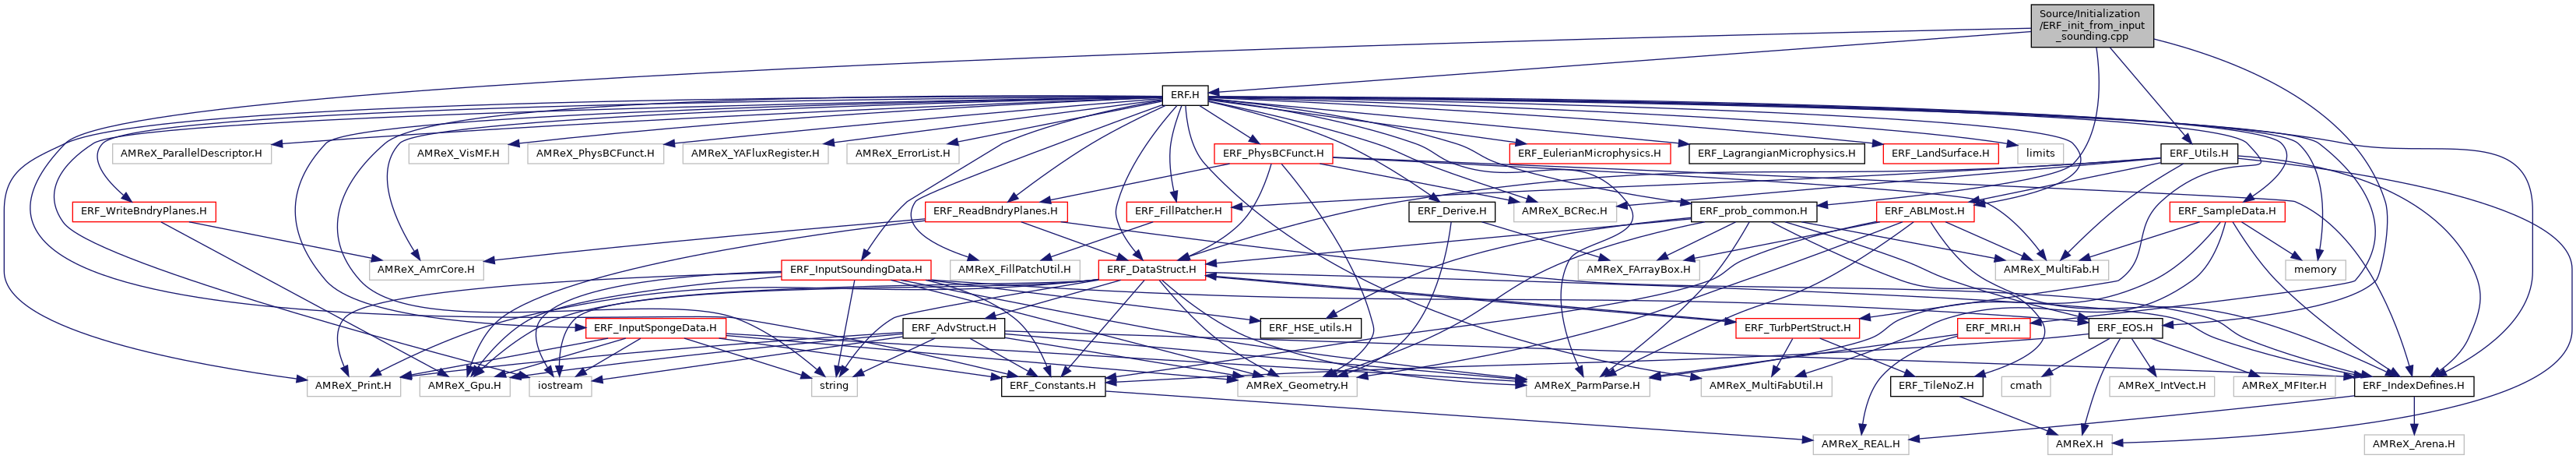 Source/Initialization
/ERF_init_from_input
_sounding.cpp
ERF.H
AMReX_ParallelDescriptor.H
AMReX_VisMF.H
AMReX_PhysBCFunct.H
AMReX_YAFluxRegister.H
AMReX_ErrorList.H
ERF_PhysBCFunct.H
ERF_EulerianMicrophysics.H
ERF_LagrangianMicrophysics.H
ERF_LandSurface.H
limits
ERF_Utils.H
ERF_WriteBndryPlanes.H
ERF_ReadBndryPlanes.H
ERF_FillPatcher.H
ERF_Derive.H
AMReX_BCRec.H
ERF_prob_common.H
ERF_ABLMost.H
ERF_SampleData.H
AMReX_AmrCore.H
ERF_InputSoundingData.H
AMReX_FillPatchUtil.H
ERF_DataStruct.H
AMReX_FArrayBox.H
AMReX_MultiFab.H
memory
ERF_InputSpongeData.H
ERF_AdvStruct.H
ERF_HSE_utils.H
ERF_TurbPertStruct.H
ERF_MRI.H
ERF_EOS.H
AMReX_Print.H
AMReX_Gpu.H
iostream
string
ERF_Constants.H
AMReX_Geometry.H
AMReX_ParmParse.H
AMReX_MultiFabUtil.H
ERF_TileNoZ.H
cmath
AMReX_IntVect.H
AMReX_MFIter.H
ERF_IndexDefines.H
AMReX_REAL.H
AMReX.H
AMReX_Arena.H